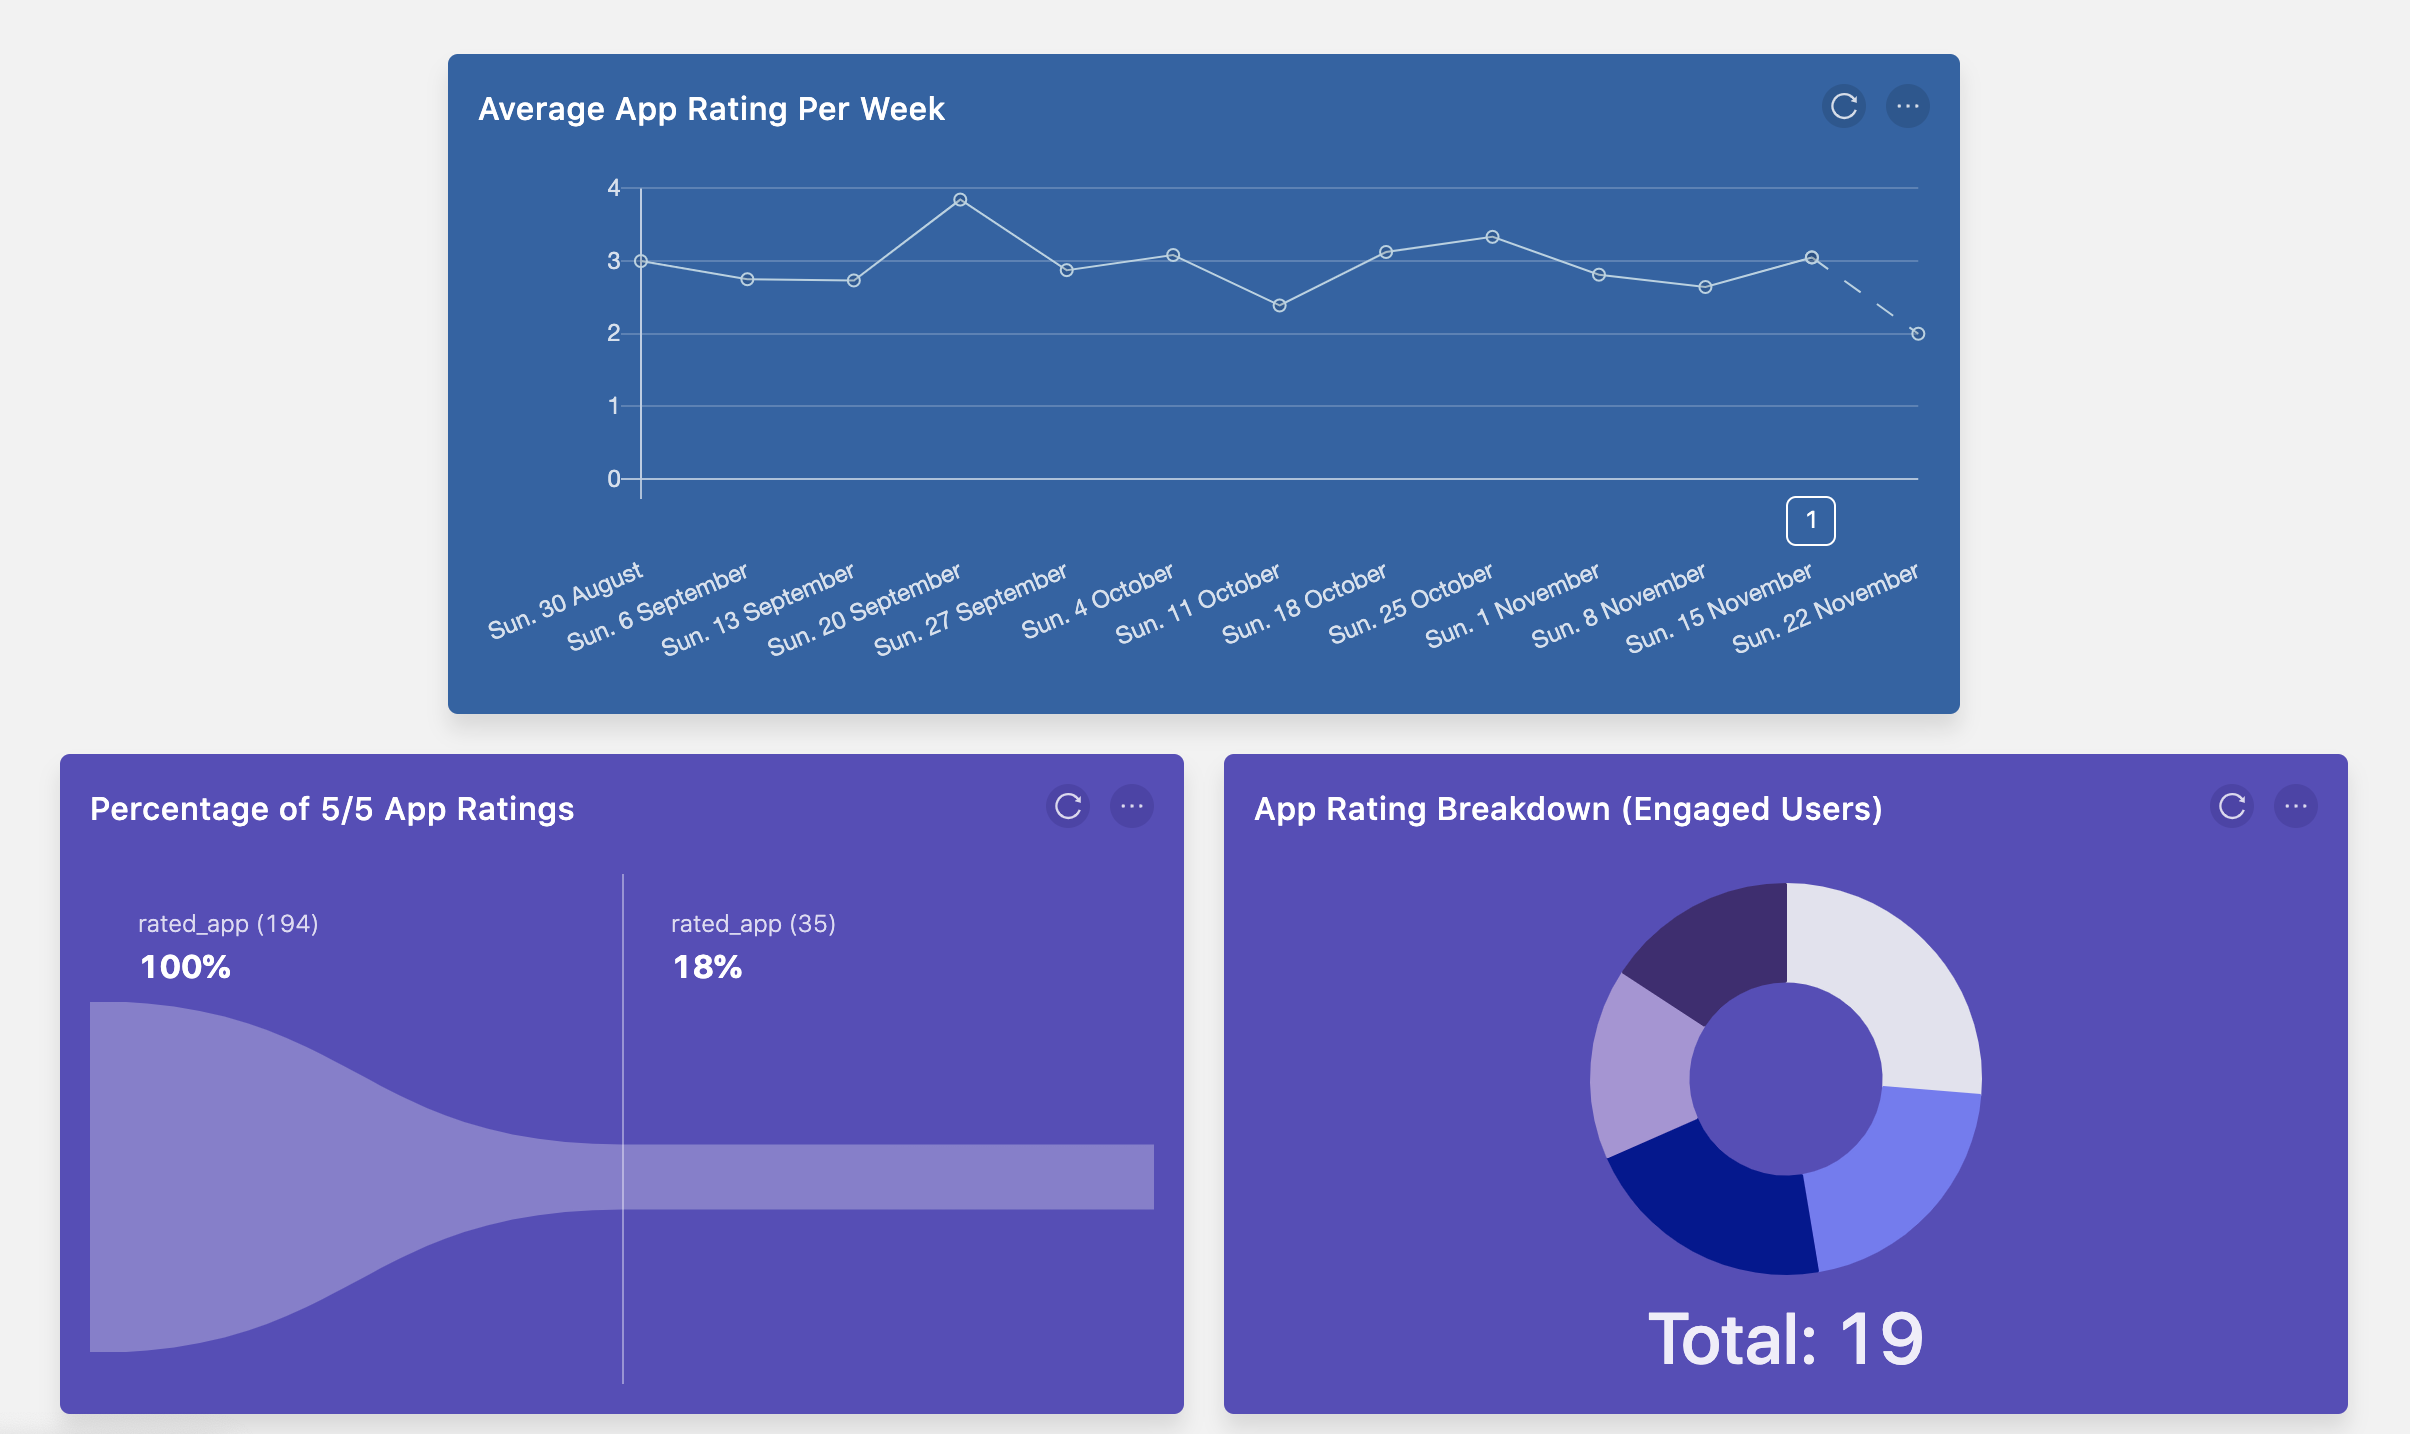 Average App Rating Per Week
4
3
2
1
0
1
Sun. 30 August
Sun. 6 September
Sun. 13 September
Sun. 20 September
Sun. 27 September
Sun. 4 October
Sun. 11 October
Sun. 18 October
Sun. 25 October
Sun. 1 November
Sun. 8 November
Sun. 15 November
Sun. 22 November
Percentage of 5/5 App Ratings
rated_app (194)
100%
rated_app (35)
18%
App Rating Breakdown (Engaged Users)
Total: 19